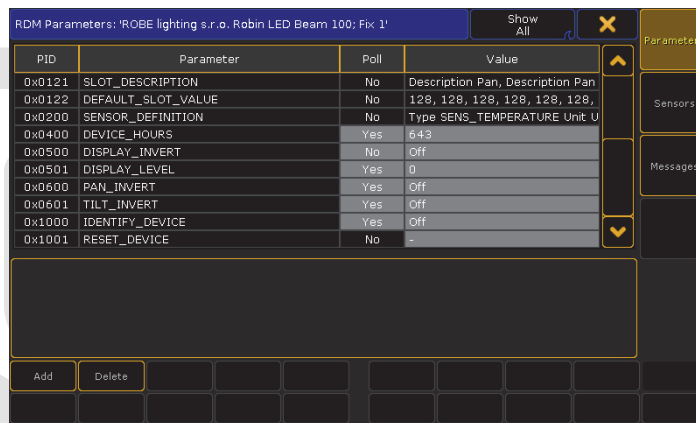 RDM Parameters: 'ROBE lighting s.r.o. Robin LED Beam 100; Fix 1'
Show
All
Parameter
PID Parameter Poll Value
0x0121 SLOT_DESCRIPTION No Description Pan, Description Pan
0x0122 DEFAULT_SLOT_VALUE No 128, 128, 128, 128, 128, 128,
0x0200 SENSOR_DEFINITION No Type SENS_TEMPERATURE Unit U
0x0400 DEVICE_HOURS Yes 643
0x0500 DISPLAY_INVERT No Off
0x0501 DISPLAY_LEVEL Yes 0
0x0600 PAN_INVERT Yes Off
0x0601 TILT_INVERT Yes Off
0x1000 IDENTIFY_DEVICE Yes Off
0x1001 RESET_DEVICE No -
Sensors
Messages
Add Delete